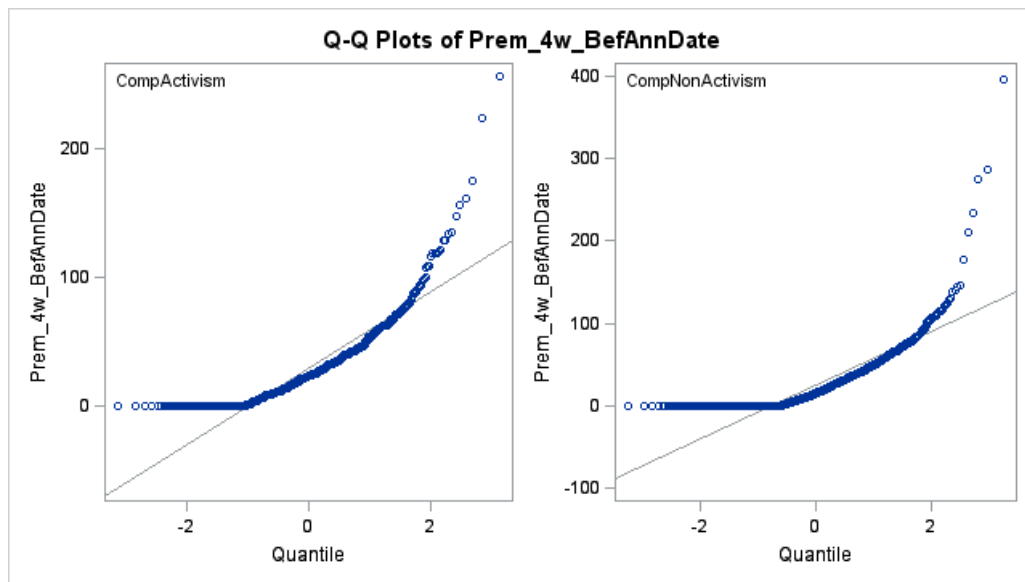 Q-Q Plots of Prem_4w_BefAnnDate
CompActivism
200
100
0
Prem_4w_BefAnnDate
-2 0 2
Quantile
CompNonActivism
400
300
200
100
0
-100
Prem_4w_BefAnnDate
-2 0 2
Quantile